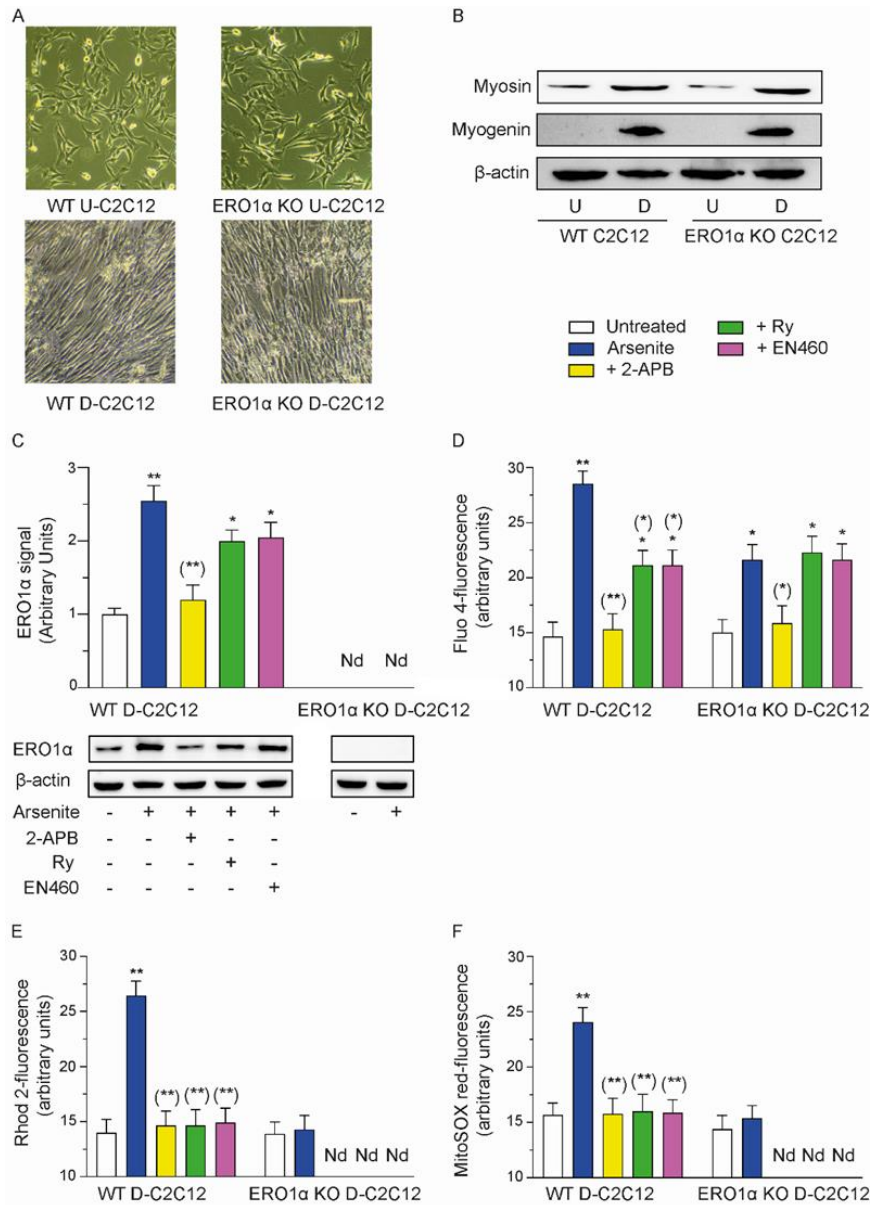 A
WT U-C2C12
ERO1α KO U-C2C12
WT D-C2C12
ERO1α KO D-C2C12
B
Myosin
Myogenin
β-actin
U D U D
WT C2C12 ERO1α KO C2C12
Untreated
Arsenite
+ 2-APB
+ Ry
+ EN460
C
ERO1α signal
(Arbitrary Units)
3
2
1
0
**
(**)
*
*
Nd Nd
WT D-C2C12
ERO1α KO D-C2C12
ERO1α
β-actin
Arsenite - + + + + - +
2-APB - - + - -
Ry - - - + -
EN460 - - - - +
D
Fluo 4-fluorescence
(arbitrary units)
30
25
20
15
10
**
(**)
(*)
*
(*)
*
*
(*)
*
*
WT D-C2C12
ERO1α KO D-C2C12
E
Rhod 2-fluorescence
(arbitrary units)
30
25
20
15
10
**
(**) (**) (**)
Nd Nd Nd
WT D-C2C12
ERO1α KO D-C2C12
F
MitoSOX red-fluorescence
(arbitrary units)
30
25
20
15
10
**
(**) (**) (**)
Nd Nd Nd
WT D-C2C12
ERO1α KO D-C2C12